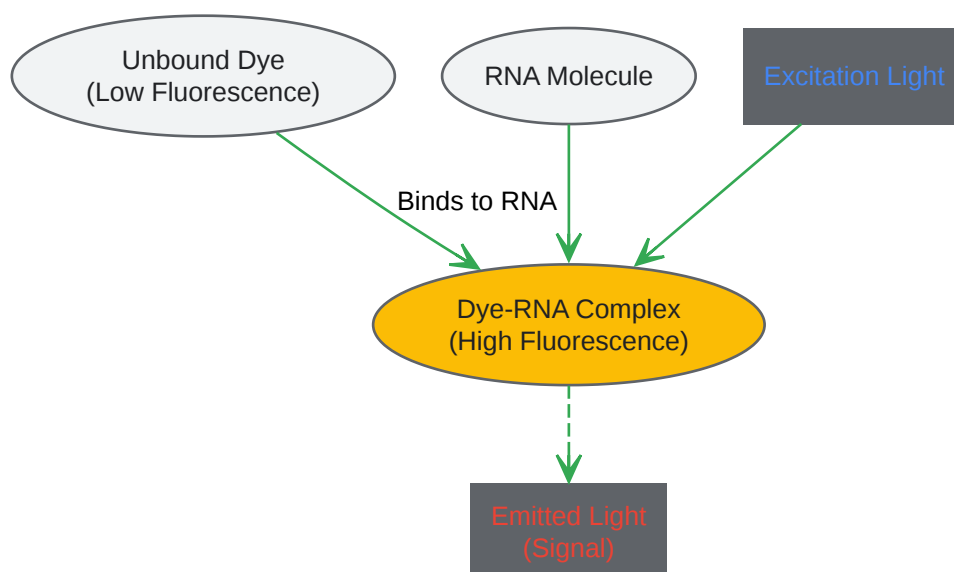 Unbound Dye
(Low Fluorescence)
RNA Molecule
Excitation Light
Binds to RNA
Dye-RNA Complex
(High Fluorescence)
Emitted Light
(Signal)